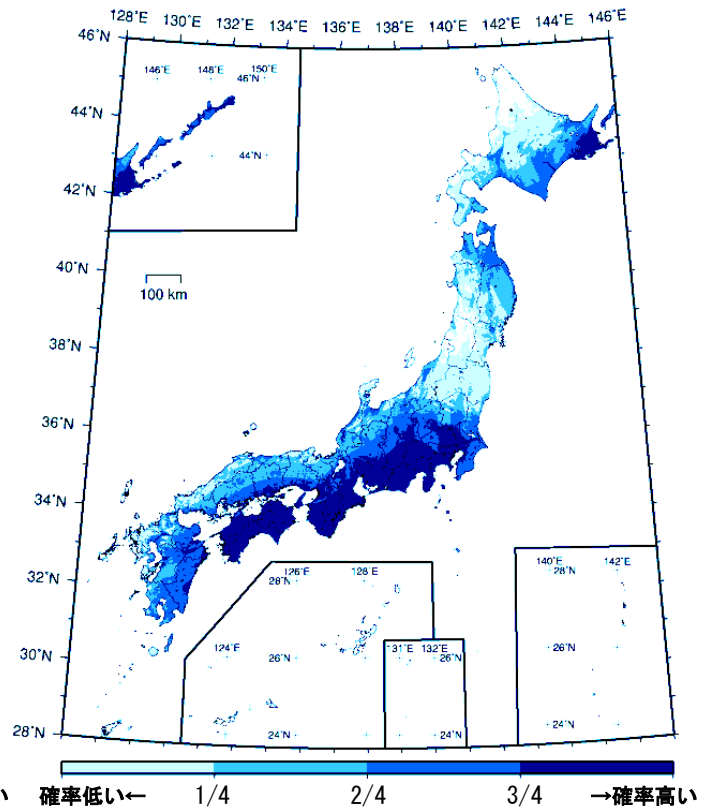 128°E 130°E 132°E 134°E 136°E 138°E 140°E 142°E 144°E 146°E
46°N
146°E 148°E 150°E
46°N
44°N
44°N
42°N
40°N
100 km
38°N
36°N
34°N
32°N
126°E 128°E
28°N
140°E 142°E
28°N
124°E
131°E 132°E
30°N
26°N
26°N
26°N
28°N
24°N
24°N
24°N
い 確率低い← 1/4 2/4 3/4 →確率高い